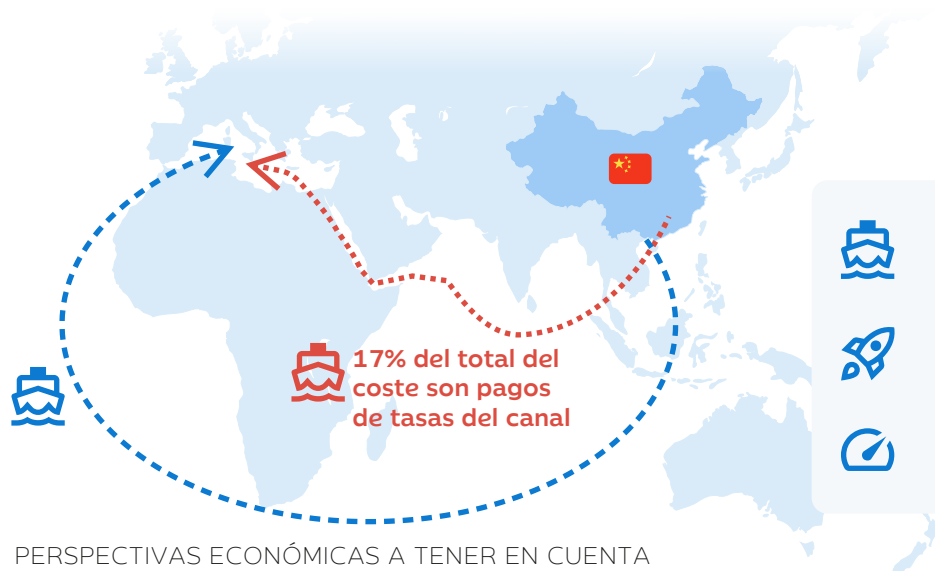 17% del total del
coste son pagos
de tasas del canal
PERSPECTIVAS ECONÓMICAS A TENER EN CUENTA